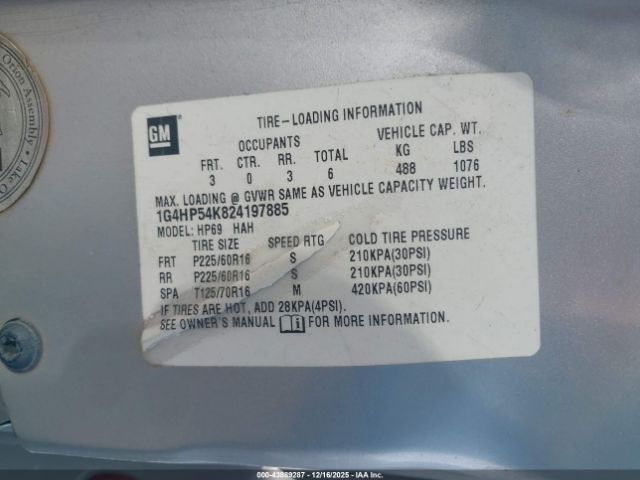 Orion Assembly • Lake O
GM
TIRE-LOADING INFORMATION
OCCUPANTS VEHICLE CAP. WT.
FRT. CTR. RR. TOTAL KG LBS
3 0 3 6 488 1076
MAX. LOADING @ GVWR SAME AS VEHICLE CAPACITY WEIGHT.
1G4HP54K824197885
MODEL: HP69 HAH
TIRE SIZE SPEED RTG COLD TIRE PRESSURE
FRT P225/60R16 S 210KPA(30PSI)
RR P225/60R16 S 210KPA(30PSI)
SPA T125/70R16 M 420KPA(60PSI)
IF TIRES ARE HOT, ADD 28KPA(4PSI).
SEE OWNER'S MANUAL i FOR MORE INFORMATION.
000-43869287 - 12/16/2025 - IAA Inc.